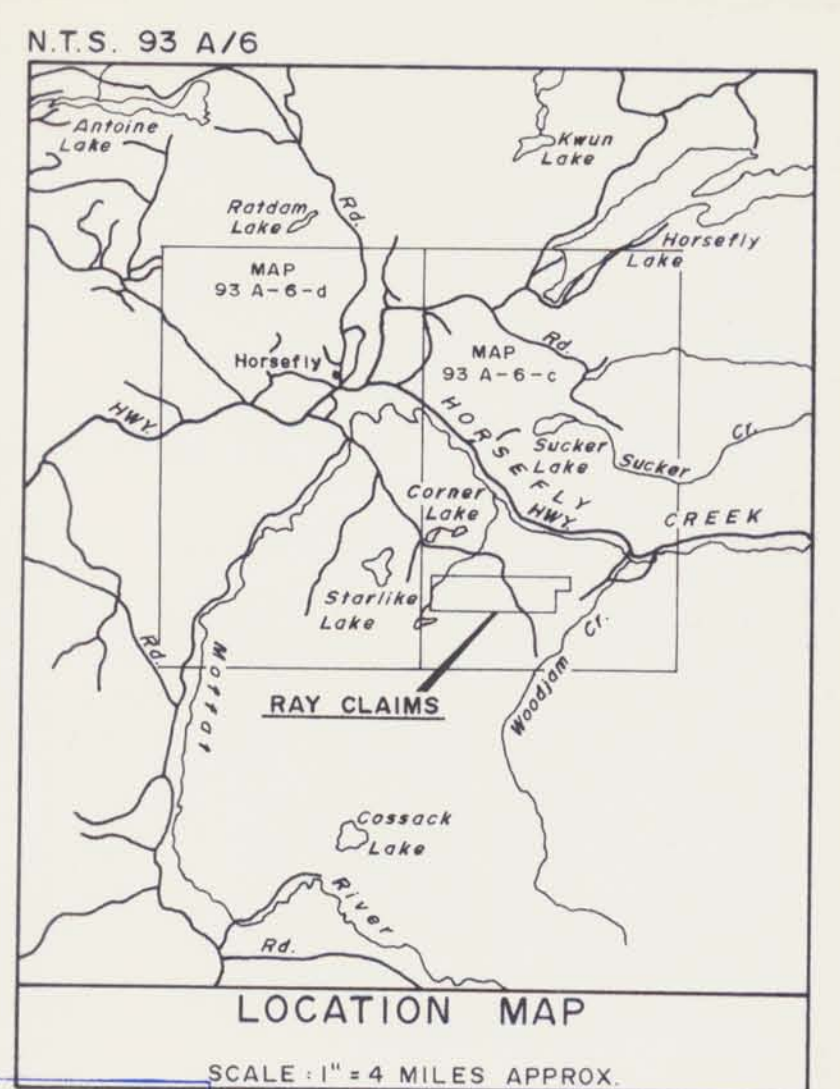 N.T.S. 93 A/6
Antoine
Lake
Kwun
Lake
Ratdam
Lake
Rd.
Horsefly
Lake
MAP
93 A-6-d
Horsefly
MAP
93 A-6-c
Rd.
HWY.
HORSEFLY
HWY.
Sucker
Lake
Sucker
Cr.
Corner
Lake
CREEK
Starlike
Lake
Rd.
Moffat
Woodjam
Cr.
RAY CLAIMS
Cossack
Lake
River
Rd.
LOCATION MAP
SCALE : 1" = 4 MILES APPROX.